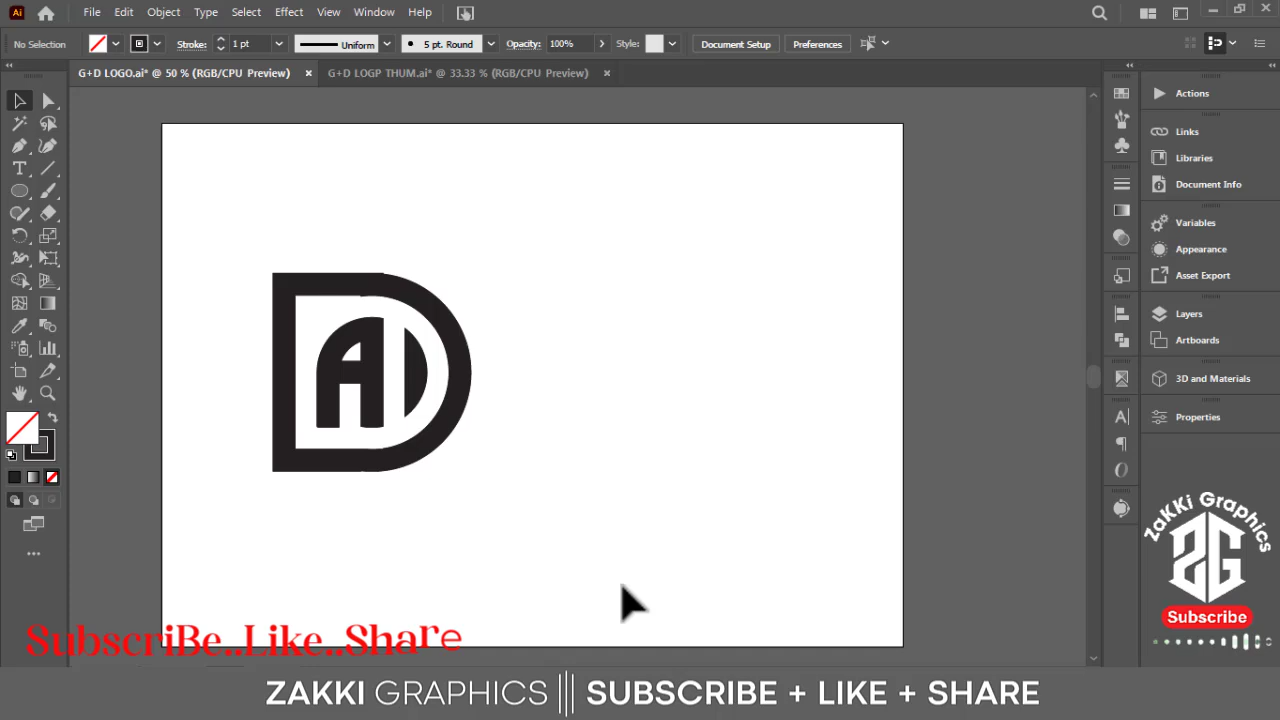 Ai File Edit Object Type Select Effect View Window Help
No Selection Stroke: 1 pt Uniform 5 pt. Round Opacity: 100% Style: Document Setup Preferences
G+D LOGO.ai* @ 50 % (RGB/CPU Preview) × G+D LOGP THUM.ai* @ 33.33 % (RGB/CPU Preview) ×
Actions
Links
Libraries
Document Info
Variables
Appearance
Asset Export
Layers
Artboards
3D and Materials
Properties
AD
ZaKKi Graphics
ZG
Subscribe
SubscriBe..Like..Share
ZAKKI GRAPHICS ||| SUBSCRIBE + LIKE + SHARE